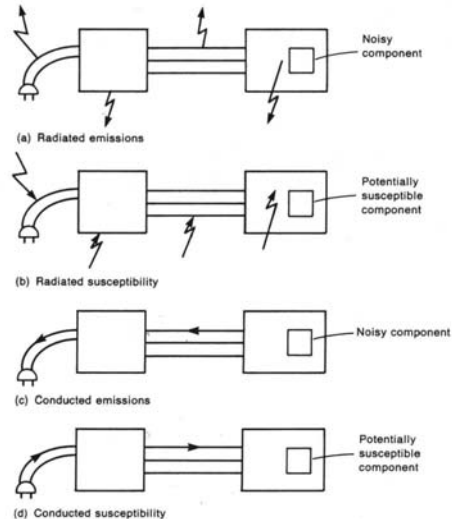 Noisy
component
(a) Radiated emissions
Potentially
susceptible
component
(b) Radiated susceptibility
Noisy component
(c) Conducted emissions
Potentially
susceptible
component
(d) Conducted susceptibility